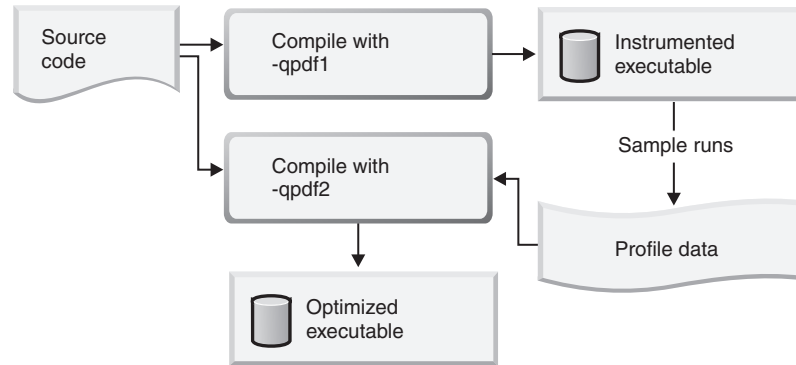 Source
code
Compile with
-qpdf1
Instrumented
executable
Sample runs
Compile with
-qpdf2
Profile data
Optimized
executable